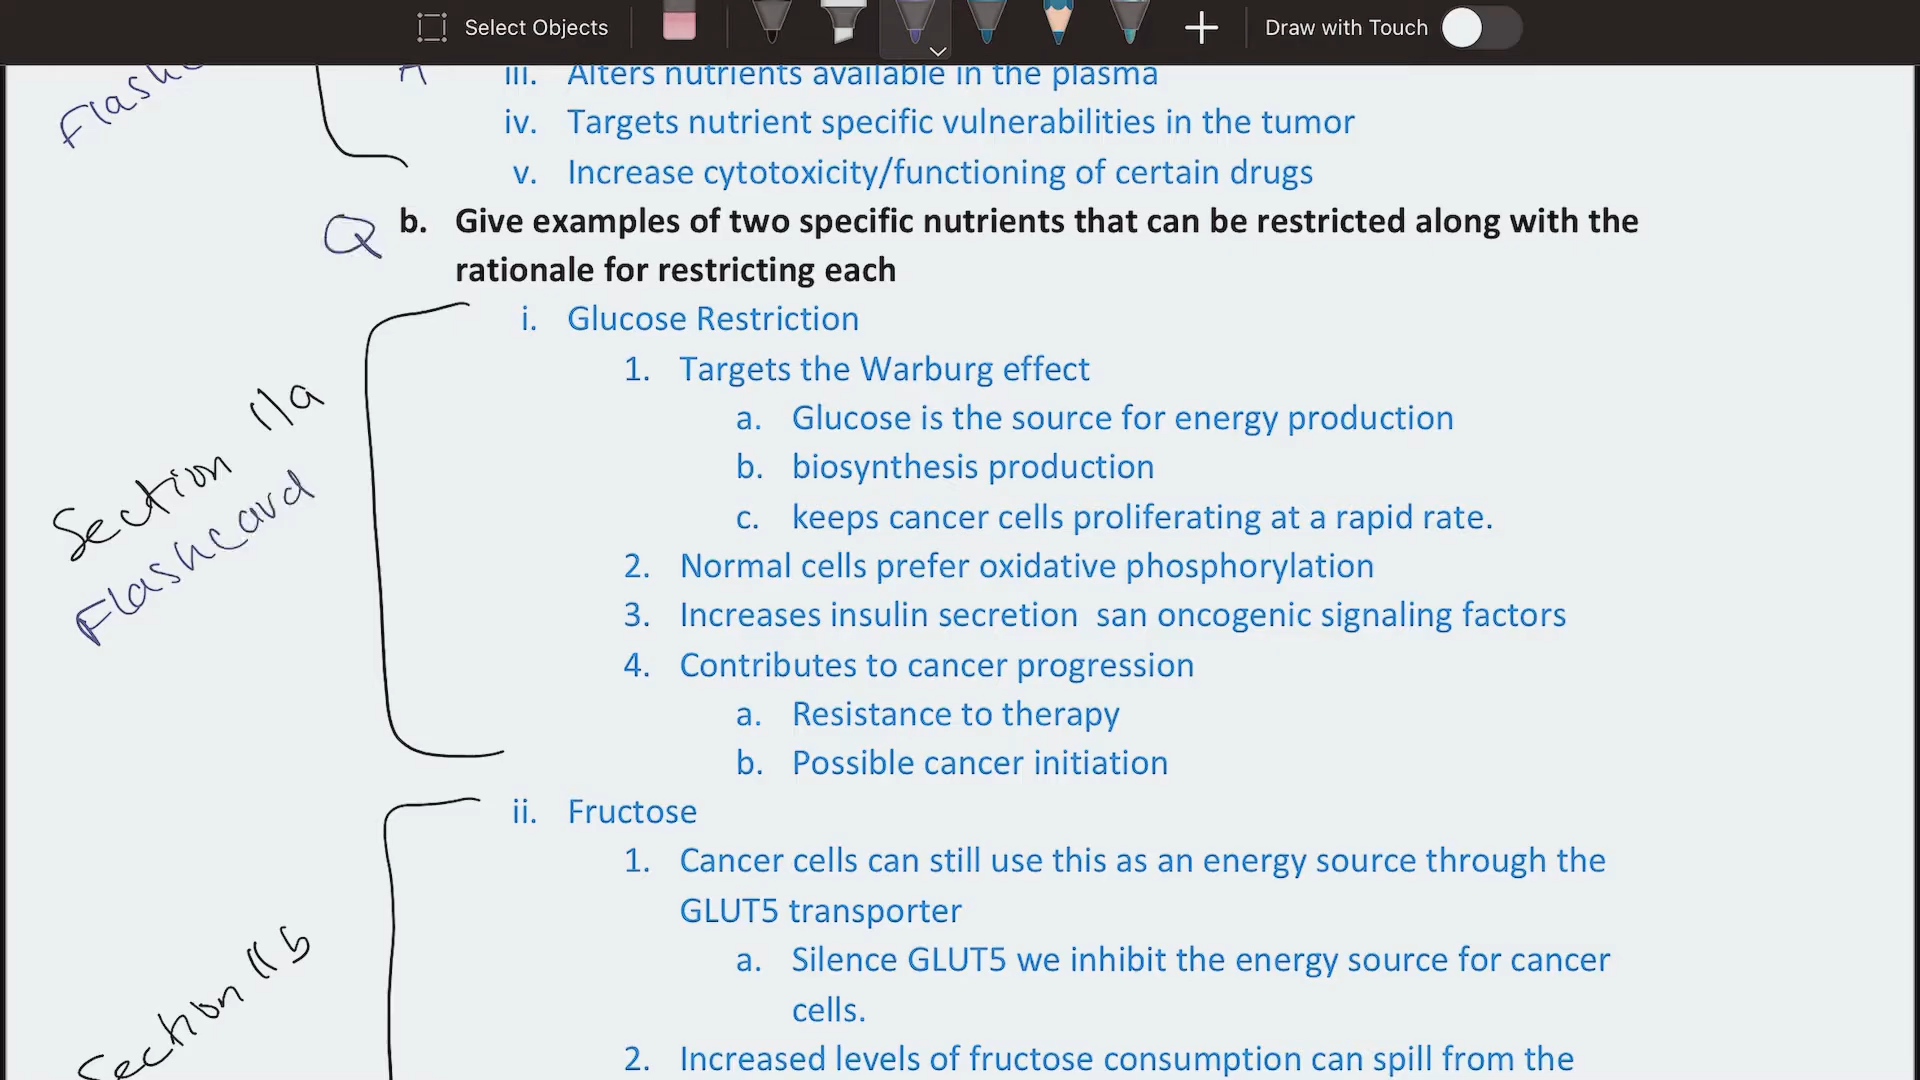 Select Objects
Draw with Touch
Flashc
A
iii. Alters nutrients available in the plasma
iv. Targets nutrient specific vulnerabilities in the tumor
v. Increase cytotoxicity/functioning of certain drugs
Q
b. Give examples of two specific nutrients that can be restricted along with the
rationale for restricting each
i. Glucose Restriction
1. Targets the Warburg effect
a. Glucose is the source for energy production
b. biosynthesis production
c. keeps cancer cells proliferating at a rapid rate.
2. Normal cells prefer oxidative phosphorylation
3. Increases insulin secretion  san oncogenic signaling factors
4. Contributes to cancer progression
a. Resistance to therapy
b. Possible cancer initiation
Section 11a
Flashcard
ii. Fructose
1. Cancer cells can still use this as an energy source through the
GLUT5 transporter
a. Silence GLUT5 we inhibit the energy source for cancer
cells.
2. Increased levels of fructose consumption can spill from the
Section 11b